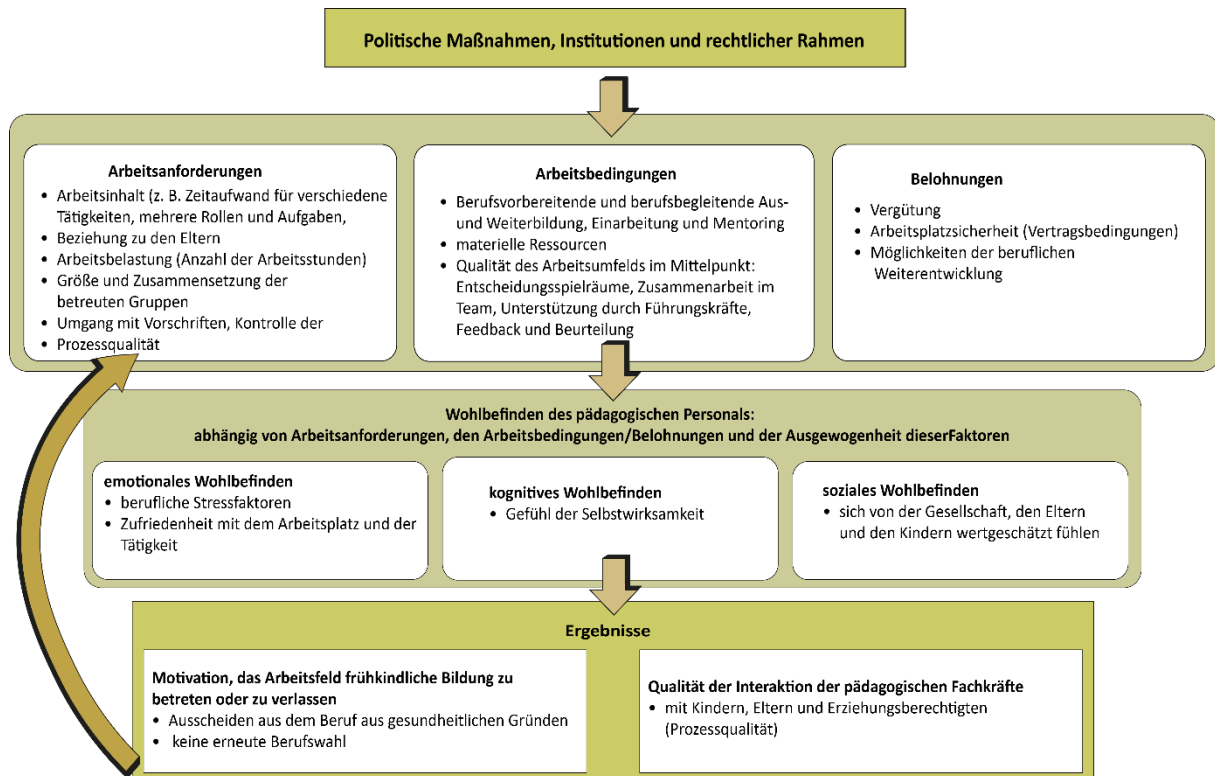 Politische Maßnahmen, Institutionen und rechtlicher Rahmen
Arbeitsanforderungen
• Arbeitsinhalt (z. B. Zeitaufwand für verschiedene
Tätigkeiten, mehrere Rollen und Aufgaben,
• Beziehung zu den Eltern
• Arbeitsbelastung (Anzahl der Arbeitsstunden)
• Größe und Zusammensetzung der
betreuten Gruppen
• Umgang mit Vorschriften, Kontrolle der
• Prozessqualität
Arbeitsbedingungen
• Berufsvorbereitende und berufsbegleitende Aus-
und Weiterbildung, Einarbeitung und Mentoring
• materielle Ressourcen
• Qualität des Arbeitsumfelds im Mittelpunkt:
Entscheidungsspielräume, Zusammenarbeit im
Team, Unterstützung durch Führungskräfte,
Feedback und Beurteilung
Belohnungen
• Vergütung
• Arbeitsplatzsicherheit (Vertragsbedingungen)
• Möglichkeiten der beruflichen
Weiterentwicklung
Wohlbefinden des pädagogischen Personals:
abhängig von Arbeitsanforderungen, den Arbeitsbedingungen/Belohnungen und der Ausgewogenheit dieserFaktoren
emotionales Wohlbefinden
• berufliche Stressfaktoren
• Zufriedenheit mit dem Arbeitsplatz und der
Tätigkeit
kognitives Wohlbefinden
• Gefühl der Selbstwirksamkeit
soziales Wohlbefinden
• sich von der Gesellschaft, den Eltern
und den Kindern wertgeschätzt fühlen
Ergebnisse
Motivation, das Arbeitsfeld frühkindliche Bildung zu
betreten oder zu verlassen
• Ausscheiden aus dem Beruf aus gesundheitlichen Gründen
• keine erneute Berufswahl
Qualität der Interaktion der pädagogischen Fachkräfte
• mit Kindern, Eltern und Erziehungsberechtigten
(Prozessqualität)